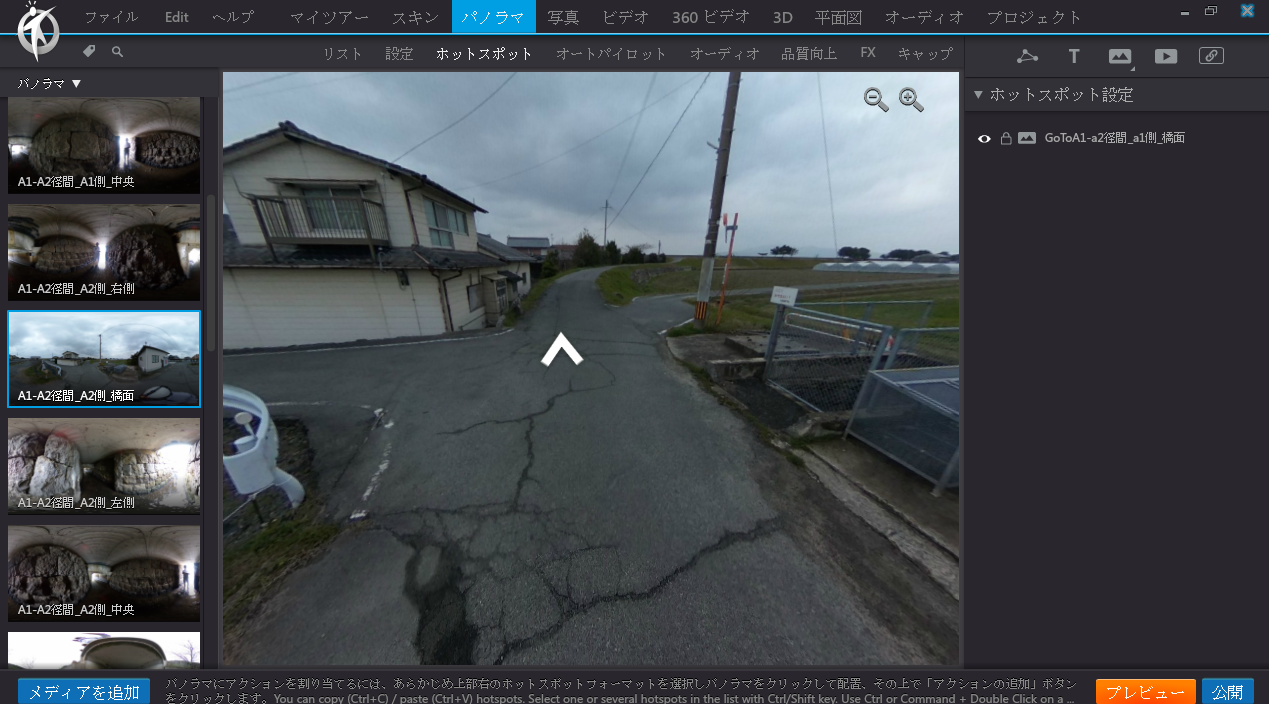 ファイル Edit ヘルプ マイツアー スキン パノラマ 写真 ビデオ 360 ビデオ 3D 平面図 オーディオ プロジェクト
リスト 設定 ホットスポット オートパイロット オーディオ 品質向上 FX キャップ
T
パノラマ ▼
A1-A2径間_A1側_中央
A1-A2径間_A2側_右側
A1-A2径間_A2側_橋面
A1-A2径間_A2側_左側
A1-A2径間_A2側_中央
ホットスポット設定
GoToA1-a2径間_a1側_橋面
メディアを追加
パノラマにアクションを割り当てるには、あらかじめ上部右のホットスポットフォーマットを選択しパノラマをクリックして配置、その上で「アクションの追加」ボタン
をクリックします。You can copy (Ctrl+C) / paste (Ctrl+V) hotspots. Select one or several hotspots in the list with Ctrl/Shift key. Use Ctrl or Command + Double Click on a ...
プレビュー
公開